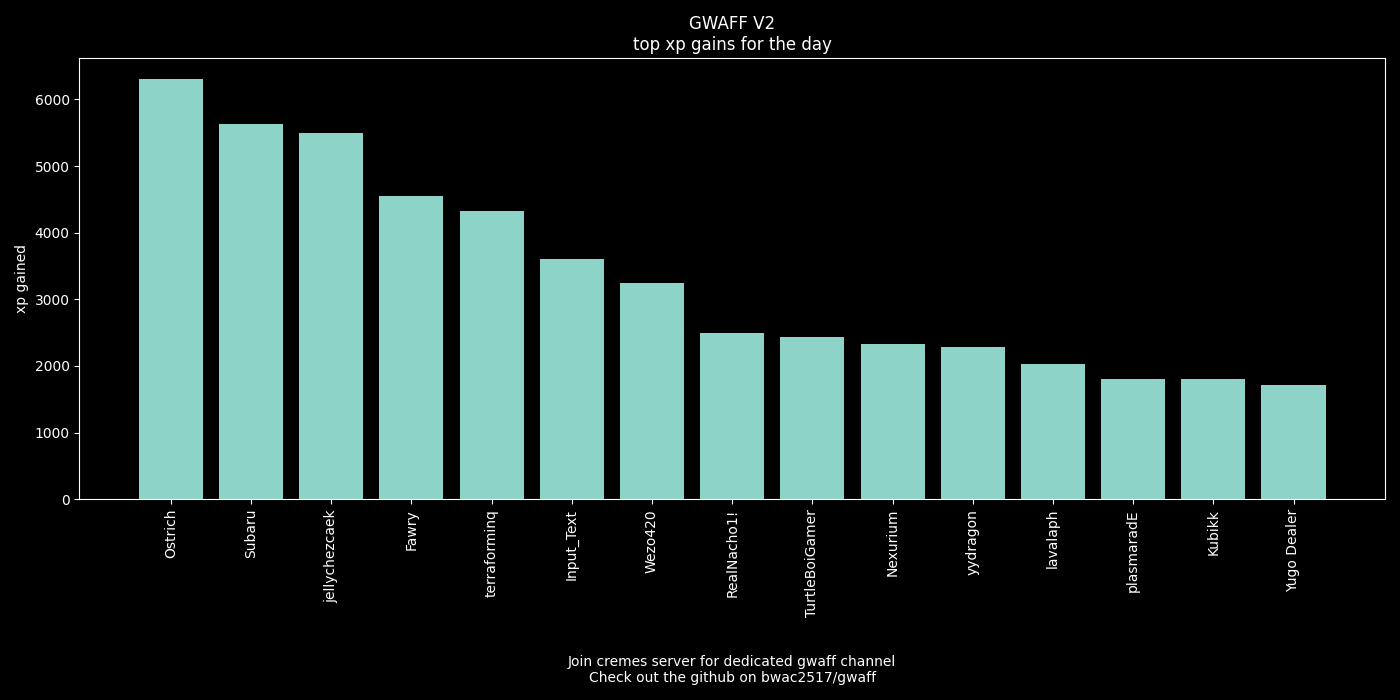 GWAFF V2
top xp gains for the day
xp gained
6000
5000
4000
3000
2000
1000
0
Ostrich
Subaru
jellychezcaek
Fawry
terraforminq
Input_Text
Wezo420
RealNacho1!
TurtleBoiGamer
Nexurium
yydragon
lavalaph
plasmaradE
Kubikk
Yugo Dealer
Join cremes server for dedicated gwaff channel
Check out the github on bwac2517/gwaff